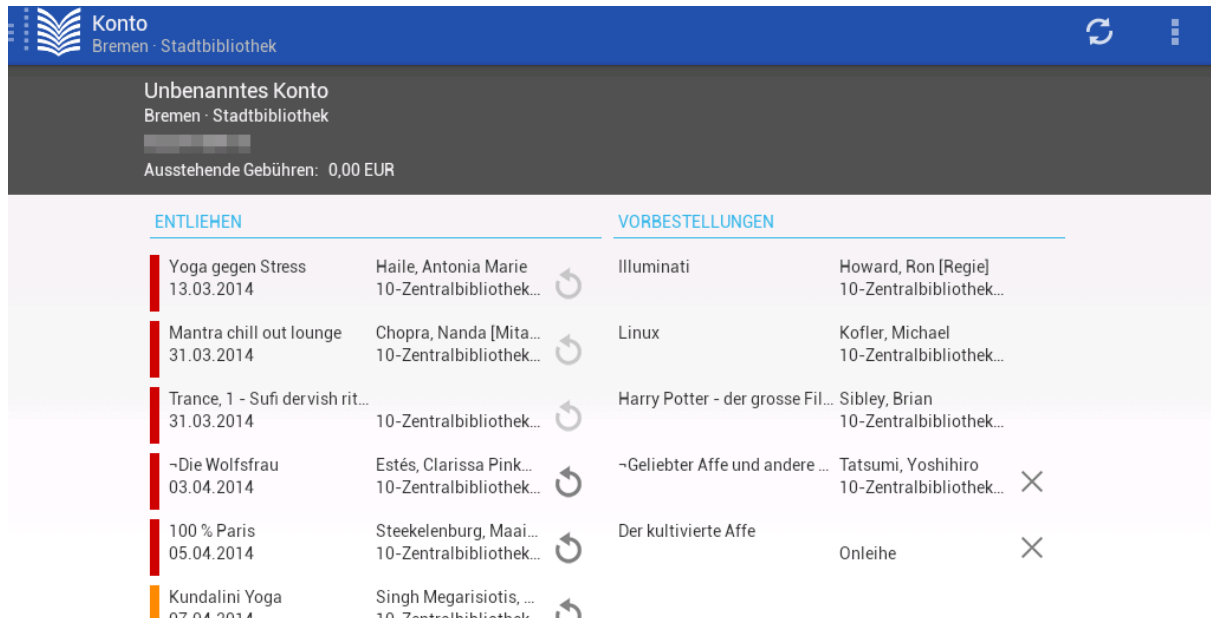 Konto
Bremen · Stadtbibliothek
Unbenanntes Konto
Bremen · Stadtbibliothek
Ausstehende Gebühren: 0,00 EUR
ENTLIEHEN
Yoga gegen Stress Haile, Antonia Marie
13.03.2014 10-Zentralbibliothek...
Mantra chill out lounge Chopra, Nanda [Mita...
31.03.2014 10-Zentralbibliothek...
Trance, 1 - Sufi dervish rit...
31.03.2014 10-Zentralbibliothek...
¬Die Wolfsfrau Estés, Clarissa Pink...
03.04.2014 10-Zentralbibliothek...
100 % Paris Steekelenburg, Maai...
05.04.2014 10-Zentralbibliothek...
Kundalini Yoga Singh Megarisiotis, ...
07.04.2014 10-Zentralbibliothek...
VORBESTELLUNGEN
Illuminati Howard, Ron [Regie]
10-Zentralbibliothek...
Linux Kofler, Michael
10-Zentralbibliothek...
Harry Potter - der grosse Fil... Sibley, Brian
10-Zentralbibliothek...
¬Geliebter Affe und andere ... Tatsumi, Yoshihiro
10-Zentralbibliothek...
Der kultivierte Affe
Onleihe